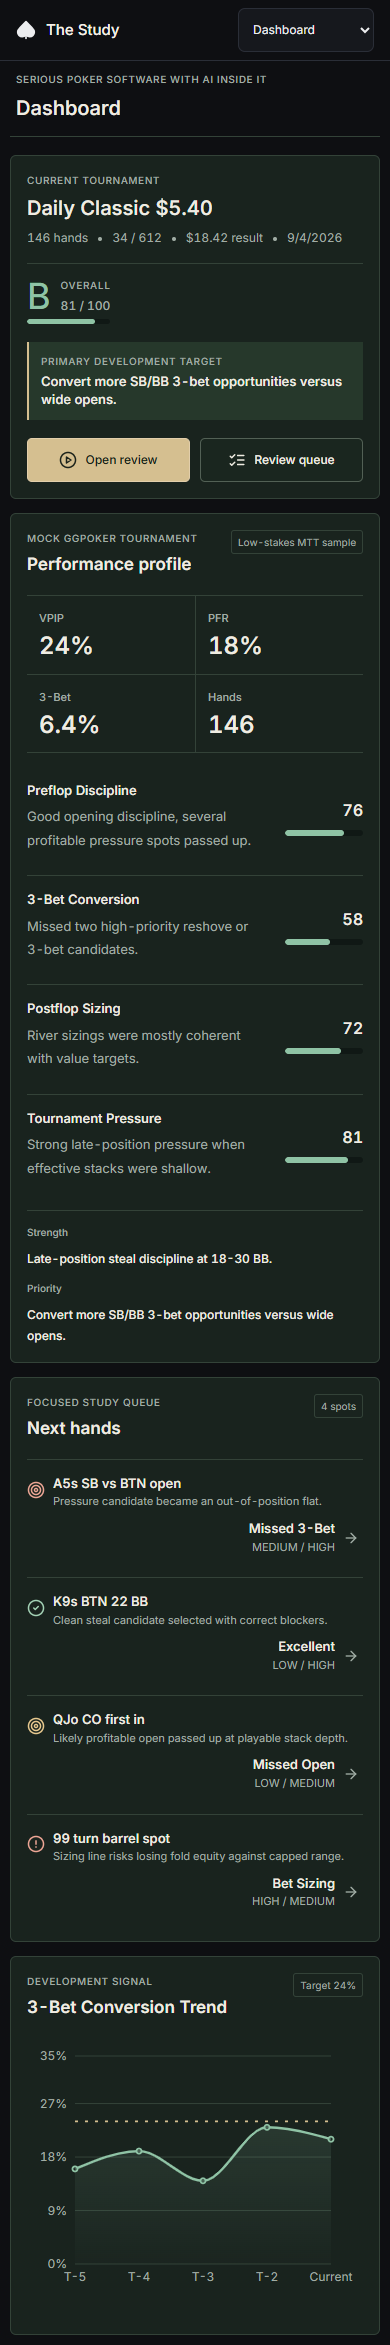 The Study
Dashboard
SERIOUS POKER SOFTWARE WITH AI INSIDE IT
Dashboard
CURRENT TOURNAMENT
Daily Classic $5.40
146 hands • 34 / 612 • $18.42 result • 9/4/2026
B
OVERALL
81 / 100
PRIMARY DEVELOPMENT TARGET
Convert more SB/BB 3-bet opportunities versus
wide opens.
Open review
Review queue
MOCK GGPOKER TOURNAMENT
Low-stakes MTT sample
Performance profile
VPIP
24%
PFR
18%
3-Bet
6.4%
Hands
146
Preflop Discipline
Good opening discipline, several
profitable pressure spots passed up.
76
3-Bet Conversion
Missed two high-priority reshove or
3-bet candidates.
58
Postflop Sizing
River sizings were mostly coherent
with value targets.
72
Tournament Pressure
Strong late-position pressure when
effective stacks were shallow.
81
Strength
Late-position steal discipline at 18-30 BB.
Priority
Convert more SB/BB 3-bet opportunities versus wide
opens.
FOCUSED STUDY QUEUE
4 spots
Next hands
A5s SB vs BTN open
Pressure candidate became an out-of-position flat.
Missed 3-Bet
MEDIUM / HIGH
K9s BTN 22 BB
Clean steal candidate selected with correct blockers.
Excellent
LOW / HIGH
QJo CO first in
Likely profitable open passed up at playable stack depth.
Missed Open
LOW / MEDIUM
99 turn barrel spot
Sizing line risks losing fold equity against capped range.
Bet Sizing
HIGH / MEDIUM
DEVELOPMENT SIGNAL
Target 24%
3-Bet Conversion Trend
35%
27%
18%
9%
0%
T-5 T-4 T-3 T-2 Current